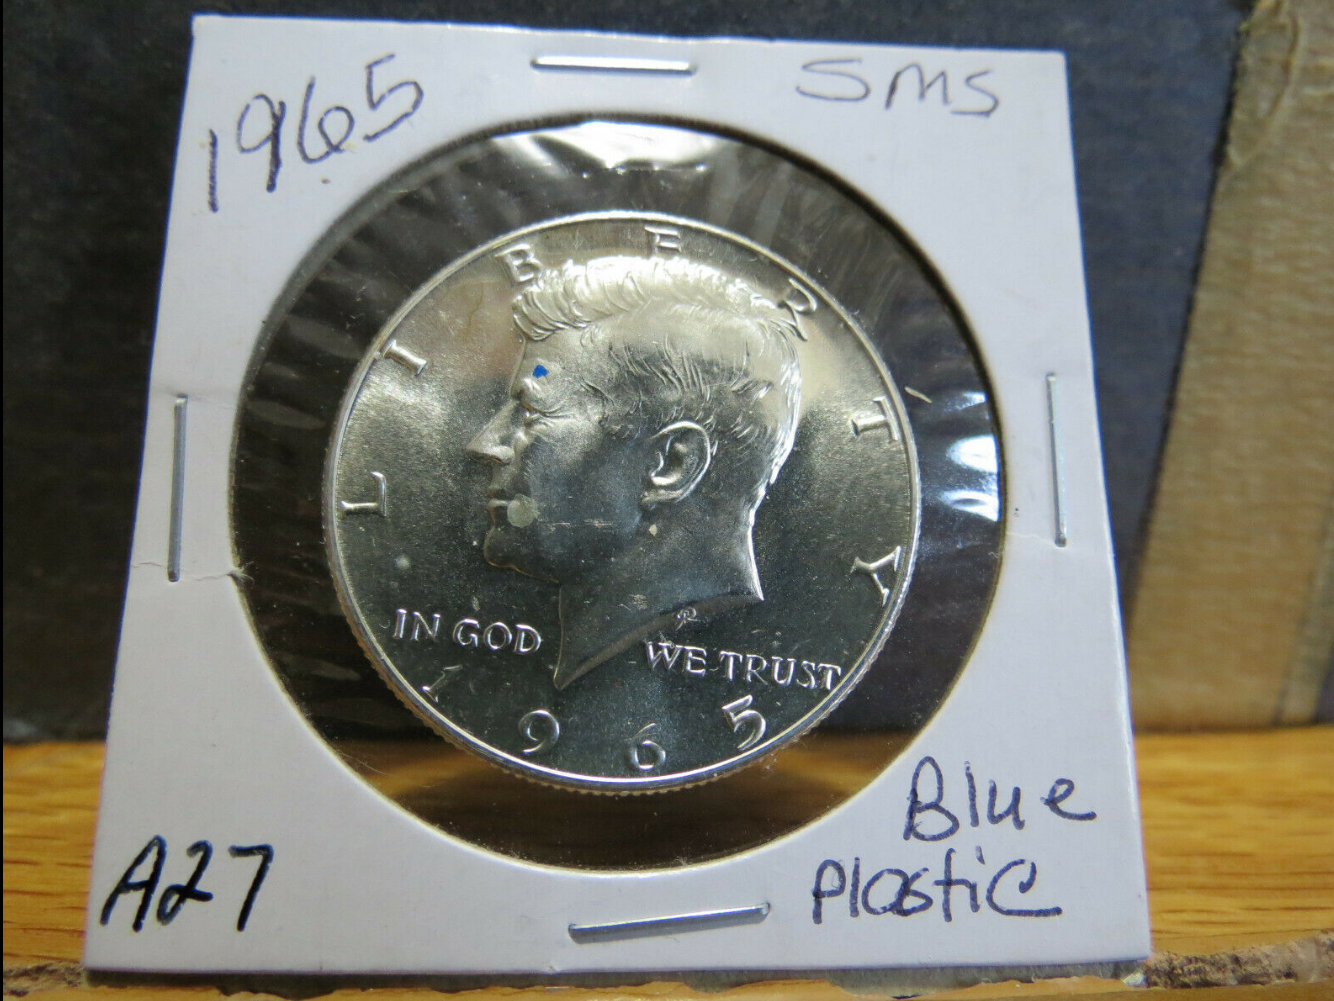 1965
SMS
LIBERTY
IN GOD WE TRUST
1965
A27
Blue
Plastic